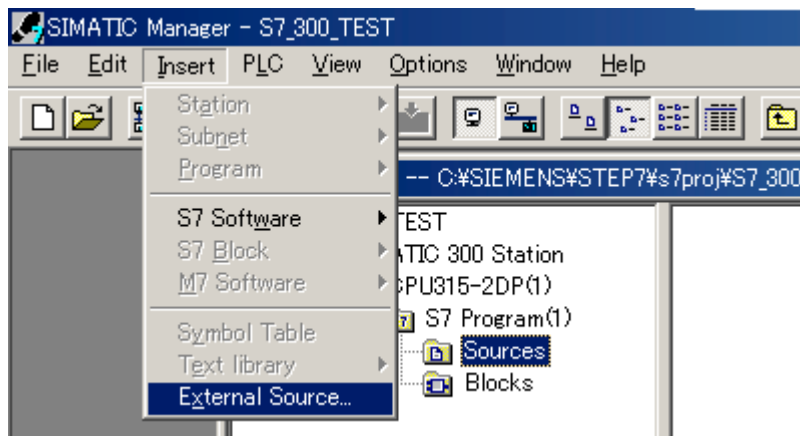 SIMATIC Manager - S7_300_TEST
File Edit Insert PLC View Options Window Help
Station
Subnet
Program
-- C:¥SIEMENS¥STEP7¥s7proj¥S7_300
S7 Software
TEST
S7 Block
ATIC 300 Station
M7 Software
CPU315-2DP(1)
S7 Program(1)
Symbol Table
Sources
Text library
Blocks
External Source...